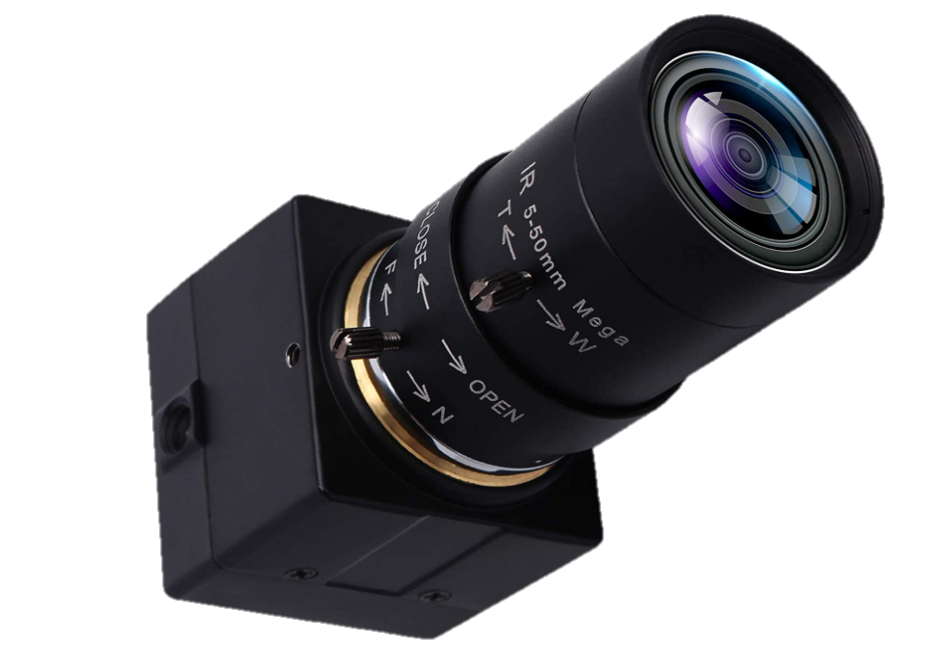 IR 5-50mm Mega
T ← → W
CLOSE ← → OPEN
F ← → N